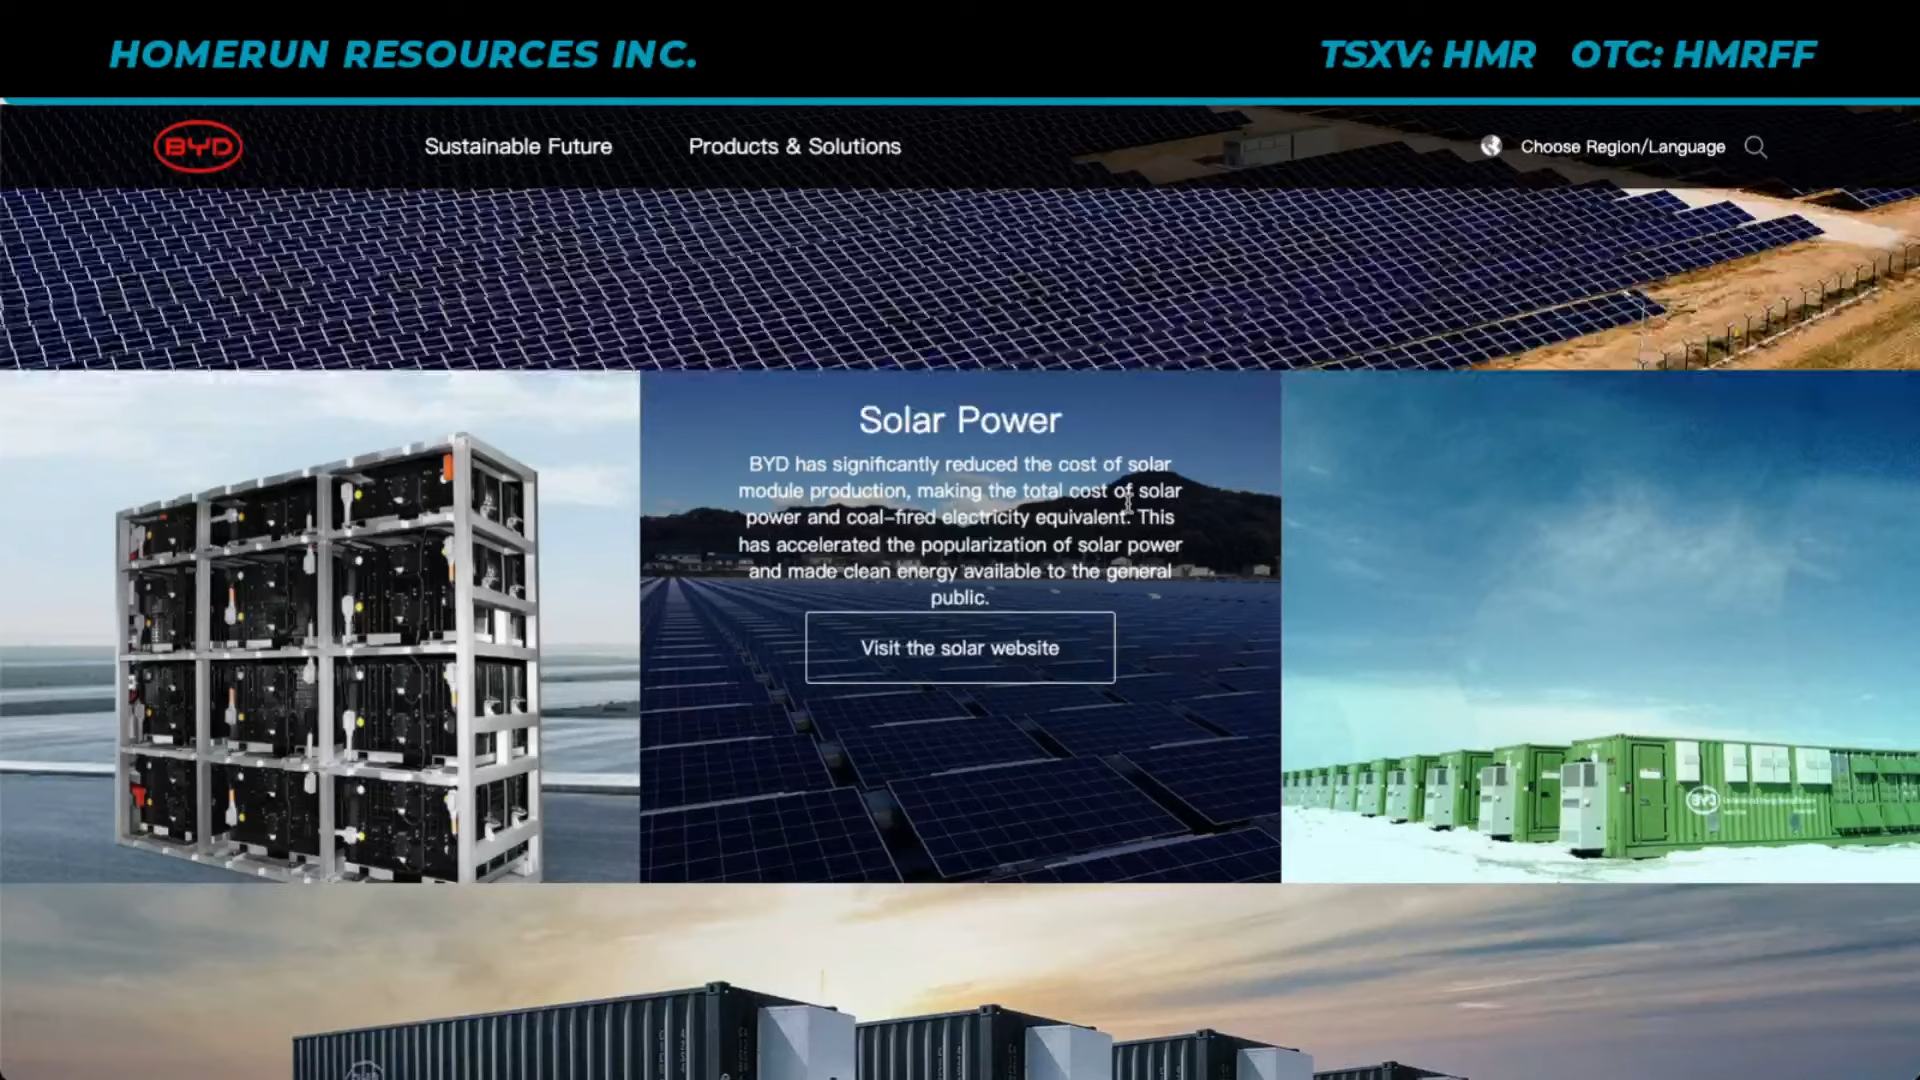 HOMERUN RESOURCES INC.
TSXV: HMR OTC: HMRFF
BYD
Sustainable Future
Products & Solutions
Choose Region/Language
Solar Power
BYD has significantly reduced the cost of solar
module production, making the total cost of solar
power and coal-fired electricity equivalent. This
has accelerated the popularization of solar power
and made clean energy available to the general
public.
Visit the solar website
BYD